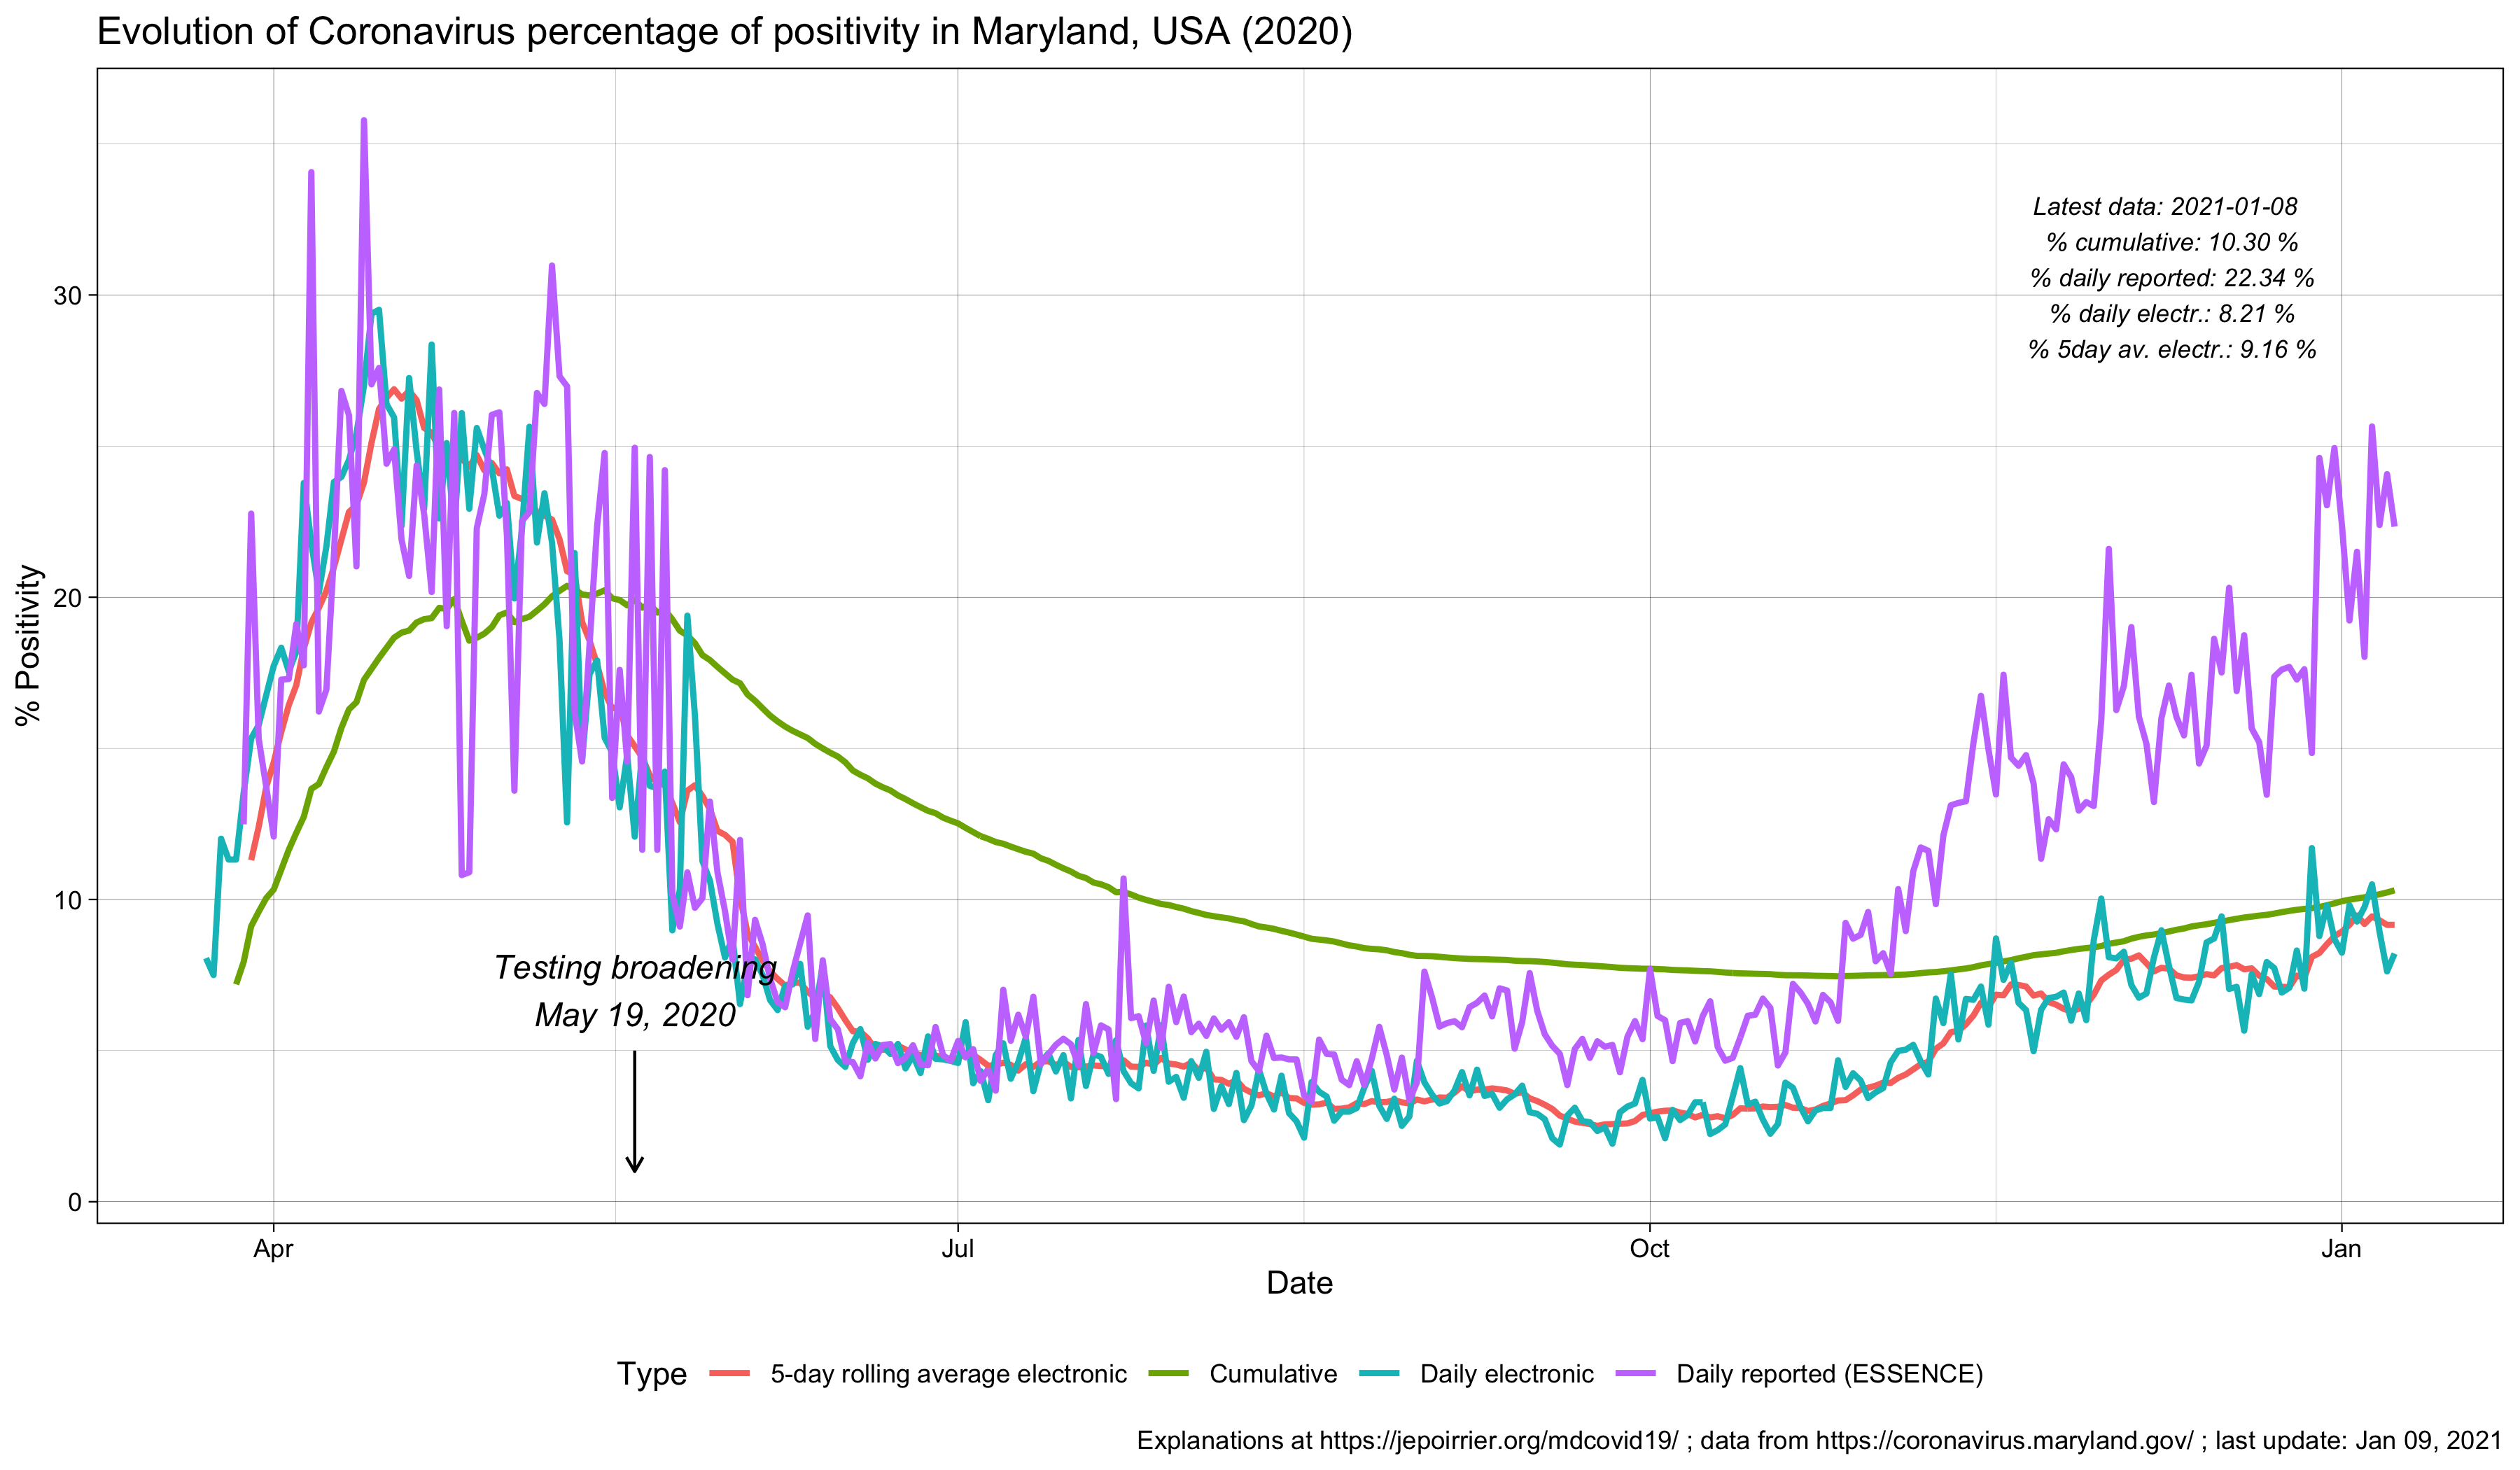 Evolution of Coronavirus percentage of positivity in Maryland, USA (2020)
Latest data: 2021-01-08
% cumulative: 10.30 %
% daily reported: 22.34 %
% daily electr.: 8.21 %
% 5day av. electr.: 9.16 %
30
20
10
0
% Positivity
Testing broadening
May 19, 2020
Apr
Jul
Oct
Jan
Date
Type
5-day rolling average electronic
Cumulative
Daily electronic
Daily reported (ESSENCE)
Explanations at https://jepoirrier.org/mdcovid19/ ; data from https://coronavirus.maryland.gov/ ; last update: Jan 09, 2021